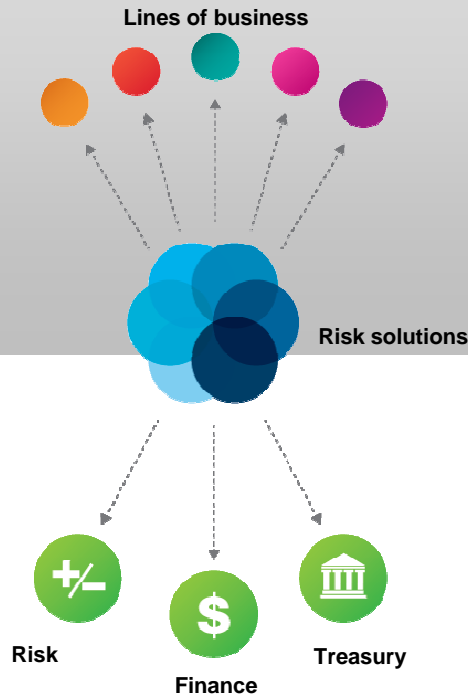 Lines of business
Risk solutions
+/-
$
Risk
Treasury
Finance